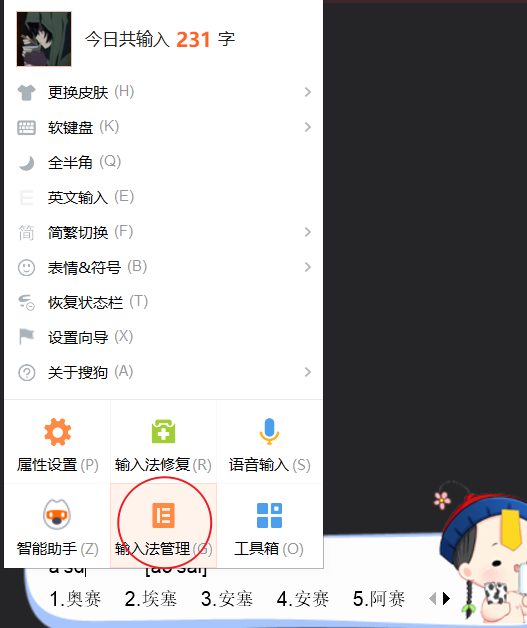 今日共输入 231 字
更换皮肤 (H)
软键盘 (K)
全半角 (Q)
英文输入 (E)
简 简繁切换 (F)
表情&符号 (B)
恢复状态栏 (T)
设置向导 (X)
关于搜狗 (A)
属性设置 (P) 输入法修复 (R) 语音输入 (S)
智能助手 (Z) 输入法管理 (G) 工具箱 (O)
1.奥赛 2.埃塞 3.安塞 4.安赛 5.阿赛